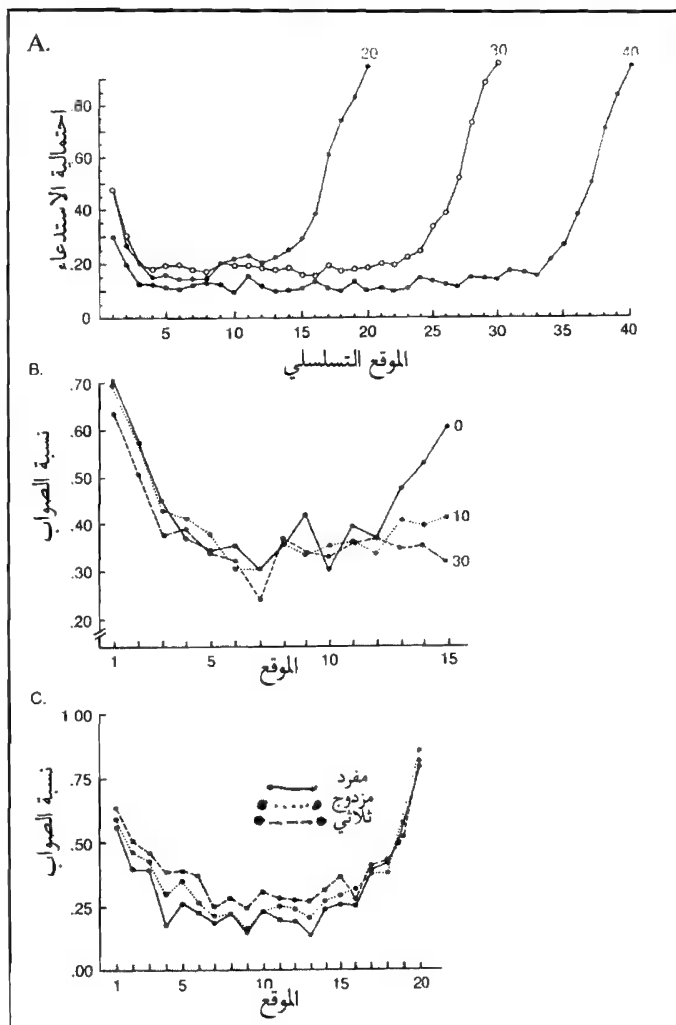 A.
20 30 40
.80
.60
.40
.20
0
احتمالية الاستدعاء
5 10 15 20 25 30 35 40
الموقع التسلسلي
B.
.70
.60
.50
.40
.30
.20
نسبة الصواب
0
10
30
1 5 10 15
الموقع
C.
1 00
.75
.50
.25
.00
نسبة الصواب
مفرد
مزدوج
ثلاثي
1 5 10 15 20
الموقع